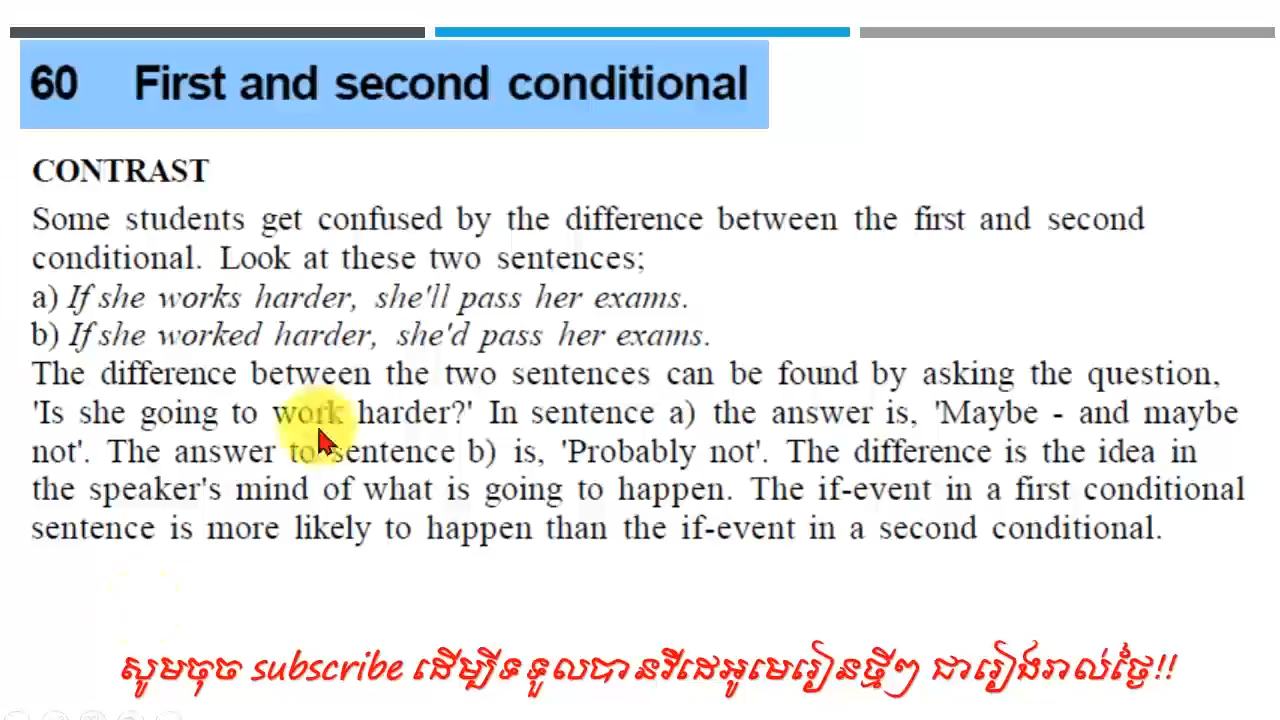 60 First and second conditional
CONTRAST
Some students get confused by the difference between the first and second
conditional. Look at these two sentences;
a) If she works harder, she'll pass her exams.
b) If she worked harder, she'd pass her exams.
The difference between the two sentences can be found by asking the question,
'Is she going to work harder?' In sentence a) the answer is, 'Maybe - and maybe
not'. The answer to sentence b) is, 'Probably not'. The difference is the idea in
the speaker's mind of what is going to happen. The if-event in a first conditional
sentence is more likely to happen than the if-event in a second conditional.
សូមចុច subscribe ដើម្បីទទួលបានវីដេអូមេរៀនថ្មីៗ ជារៀងរាល់ថ្ងៃ!!